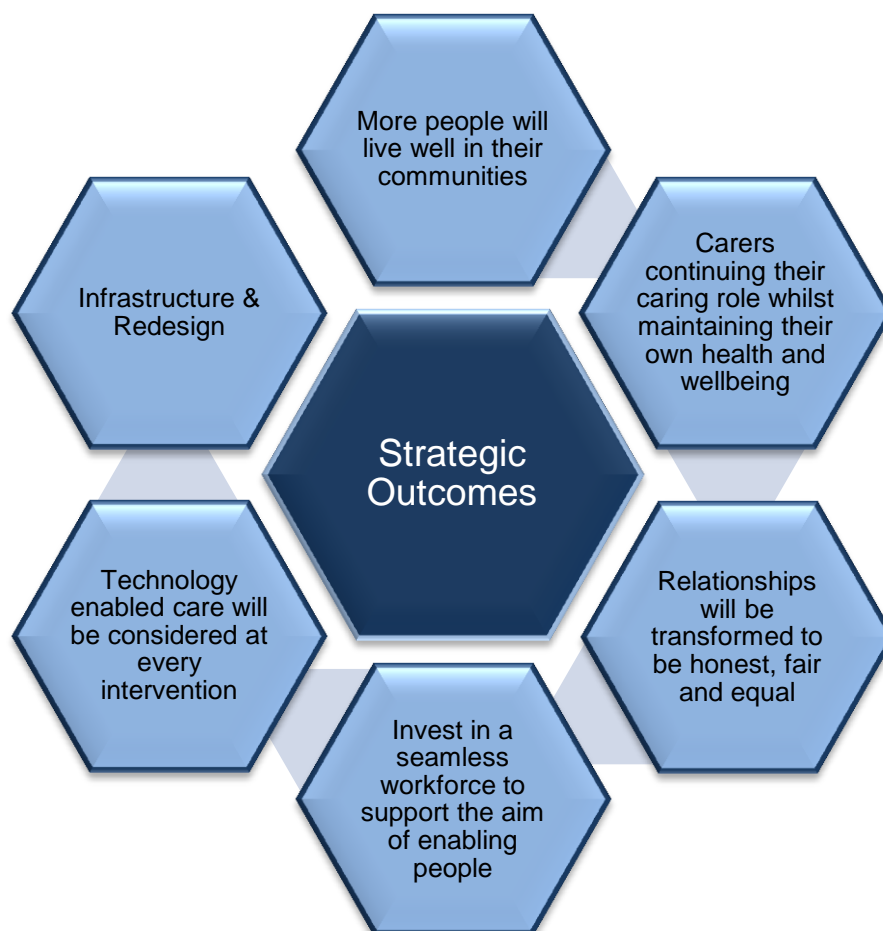 More people will
live well in their
communities
Carers
continuing their
caring role whilst
maintaining their
own health and
wellbeing
Infrastructure &
Redesign
Strategic
Outcomes
Technology
enabled care will
be considered at
every
intervention
Relationships
will be
transformed to
be honest, fair
and equal
Invest in a
seamless
workforce to
support the aim
of enabling
people